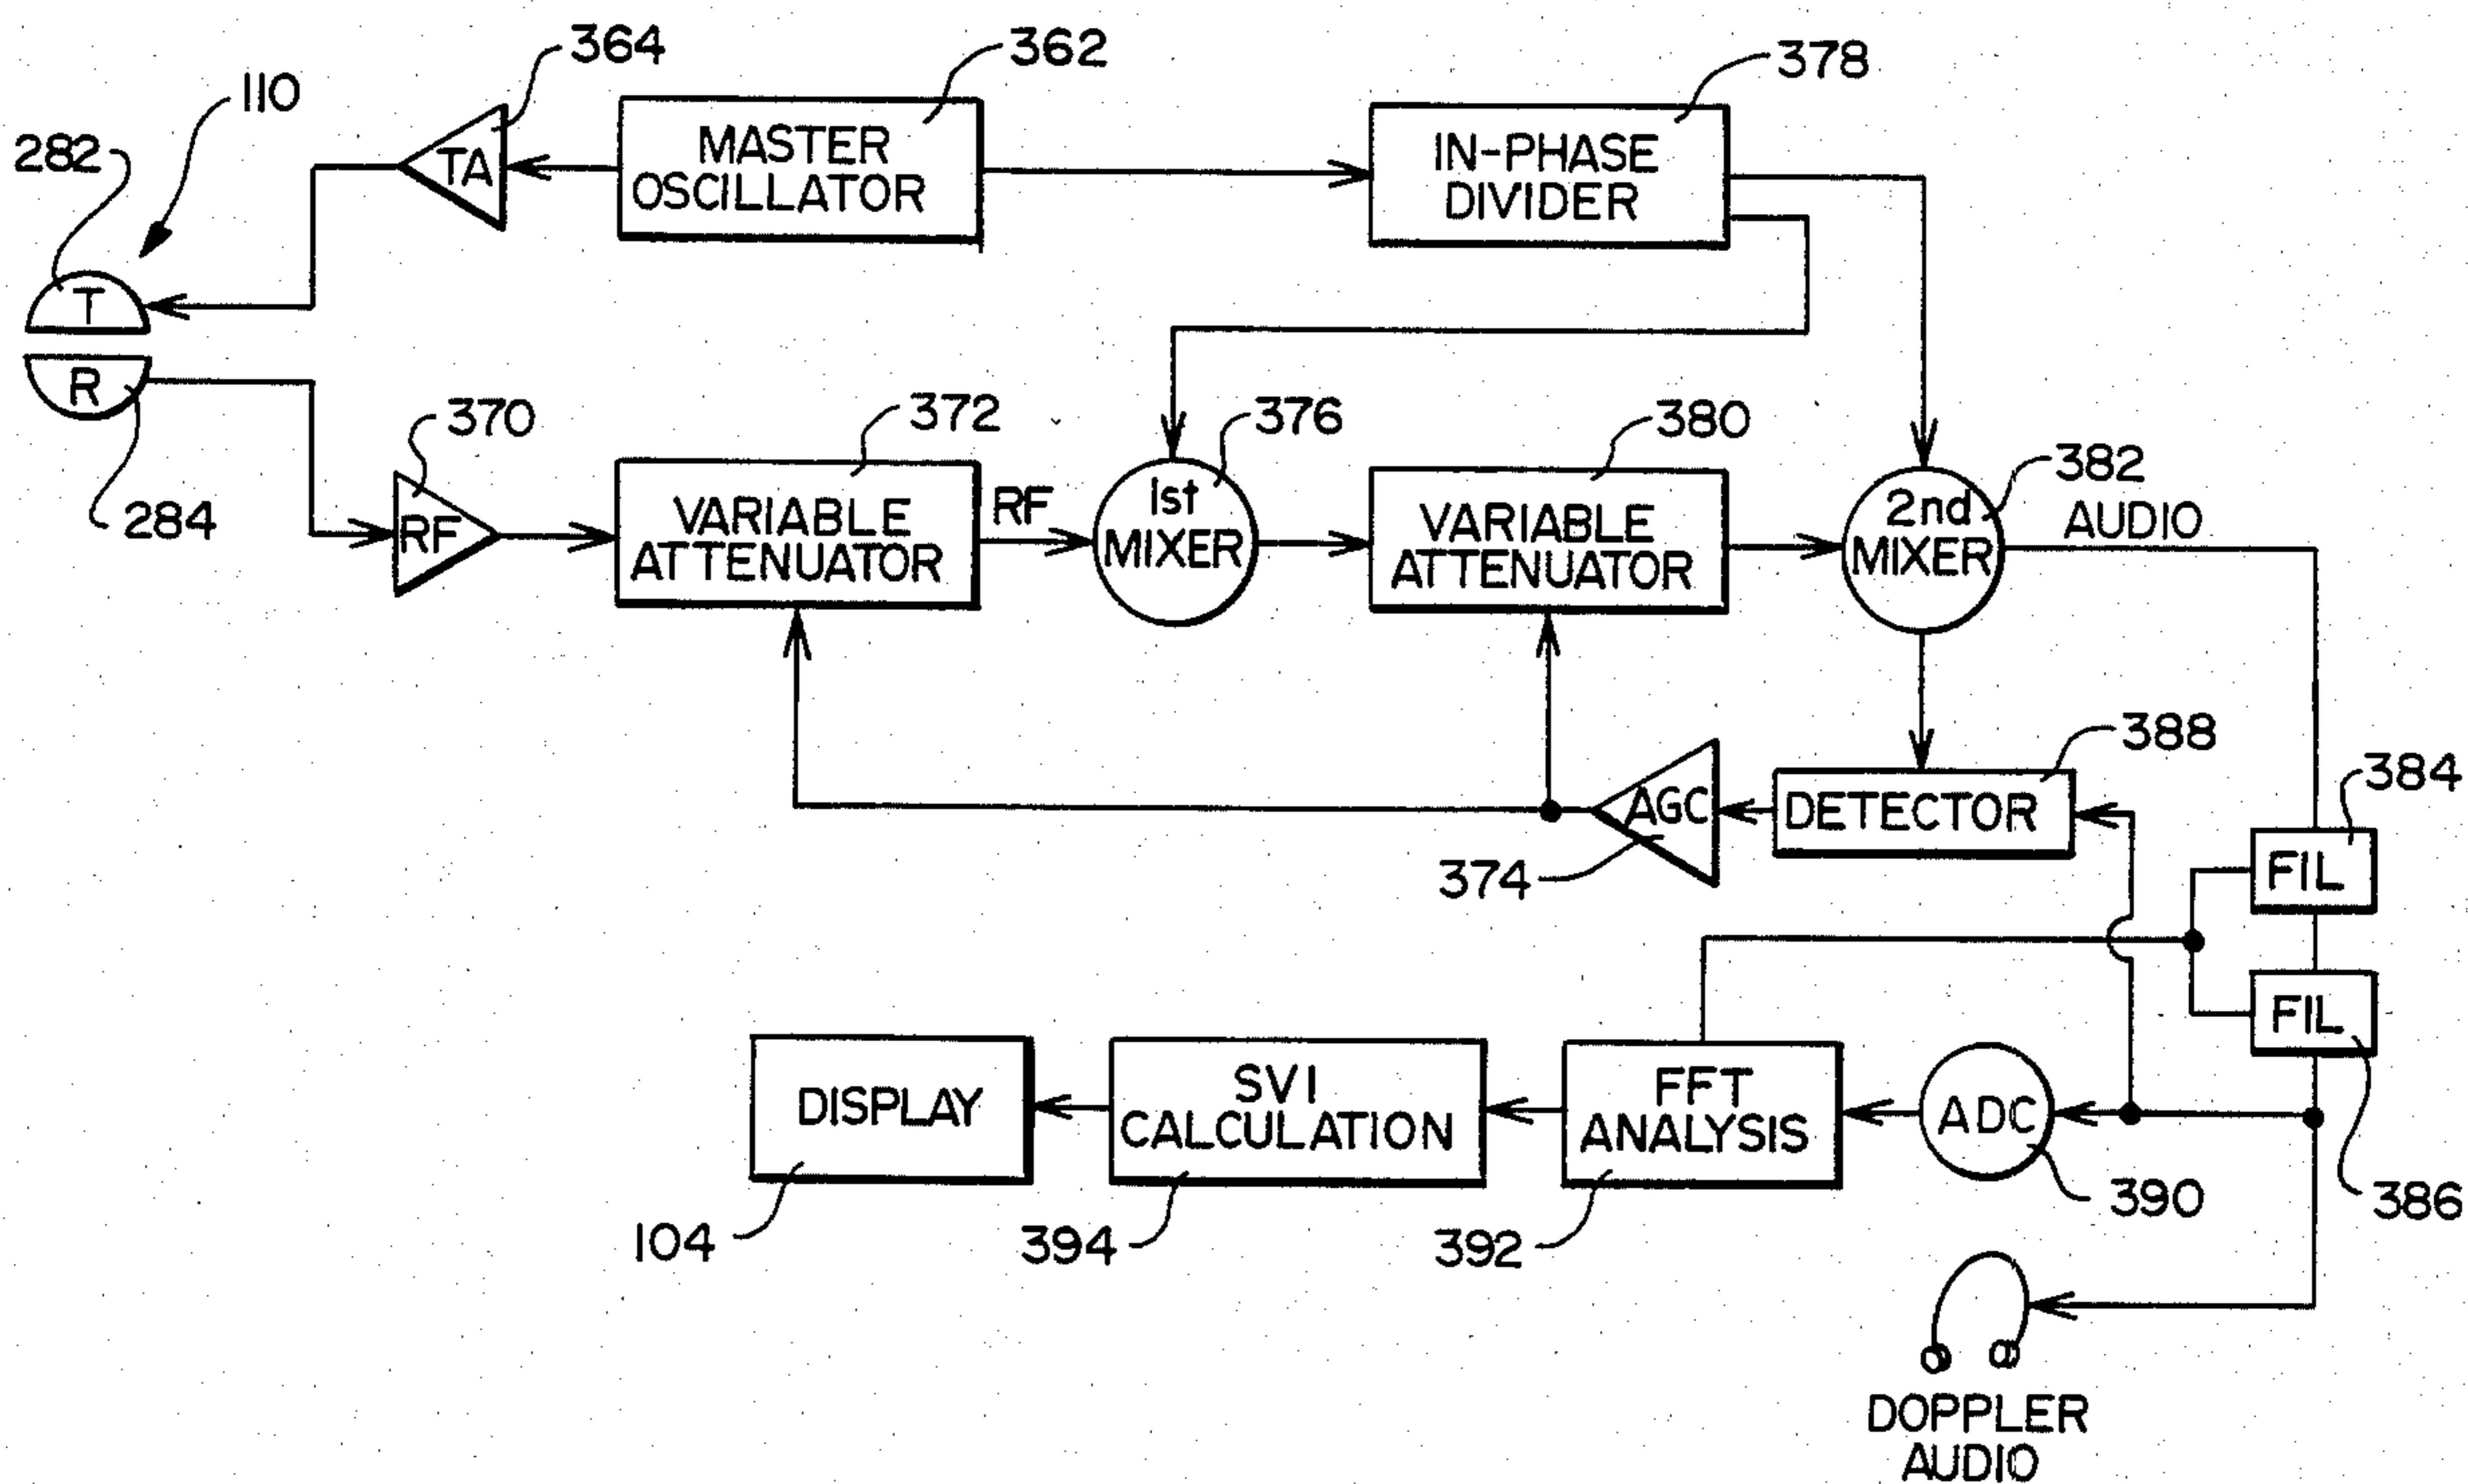 364
362
378
110
282
TA
MASTER
OSCILLATOR
IN-PHASE
DIVIDER
T
R
284
370
372
376
380
382
RF
VARIABLE
ATTENUATOR
RF
1st
MIXER
VARIABLE
ATTENUATOR
2nd
MIXER
AUDIO
388
384
AGC
DETECTOR
374
FIL
FIL
DISPLAY
SVI
CALCULATION
FFT
ANALYSIS
ADC
104
394
392
390
386
DOPPLER
AUDIO